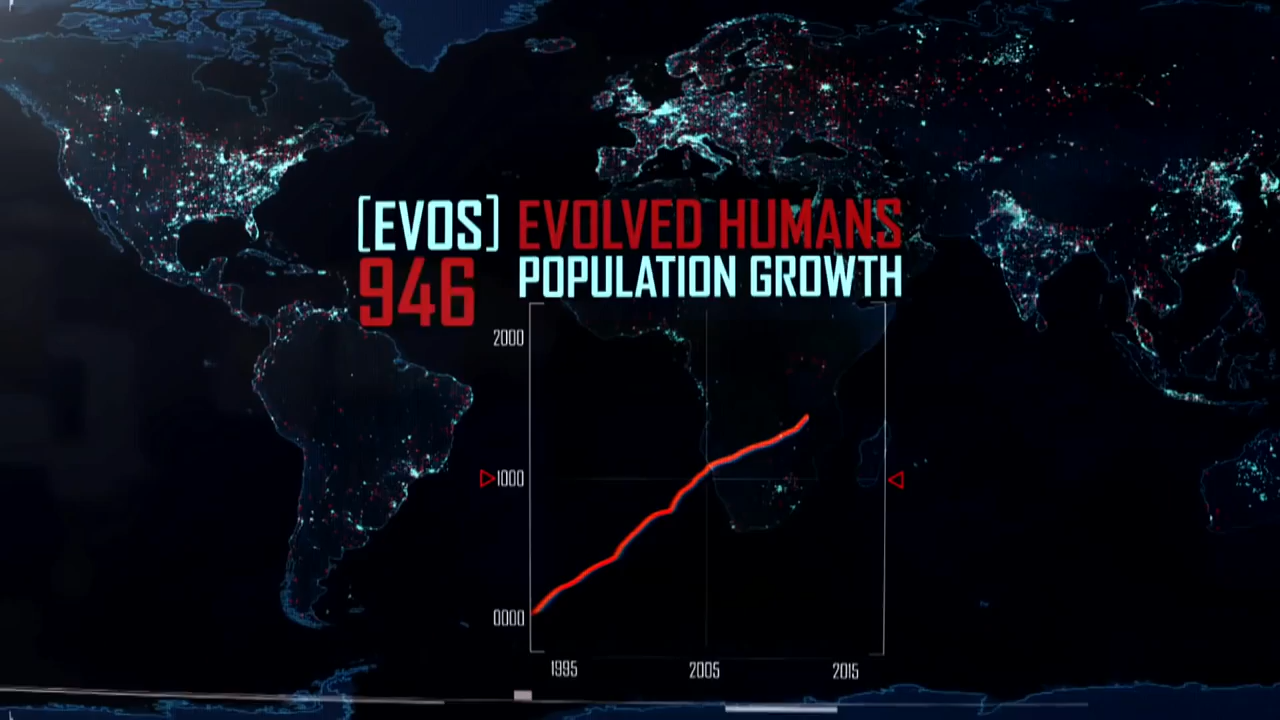 [EVOS] EVOLVED HUMANS
946 POPULATION GROWTH
2000
1000
0000
1995 2005 2015